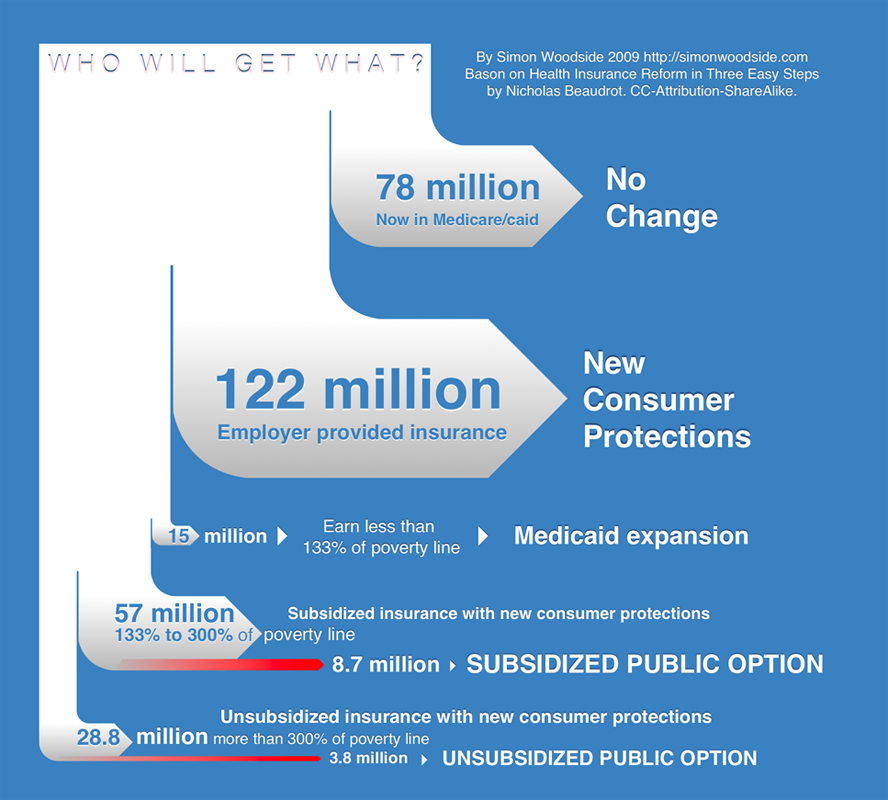 WHO WILL GET WHAT?
By Simon Woodside 2009 http://simonwoodside.com
Bason on Health Insurance Reform in Three Easy Steps
by Nicholas Beaudrot. CC-Attribution-ShareAlike.
78 million
Now in Medicare/caid
No
Change
122 million
Employer provided insurance
New
Consumer
Protections
15 million
Earn less than
133% of poverty line
Medicaid expansion
57 million
133% to 300% of poverty line
Subsidized insurance with new consumer protections
8.7 million
SUBSIDIZED PUBLIC OPTION
Unsubsidized insurance with new consumer protections
28.8 million more than 300% of poverty line
3.8 million
UNSUBSIDIZED PUBLIC OPTION